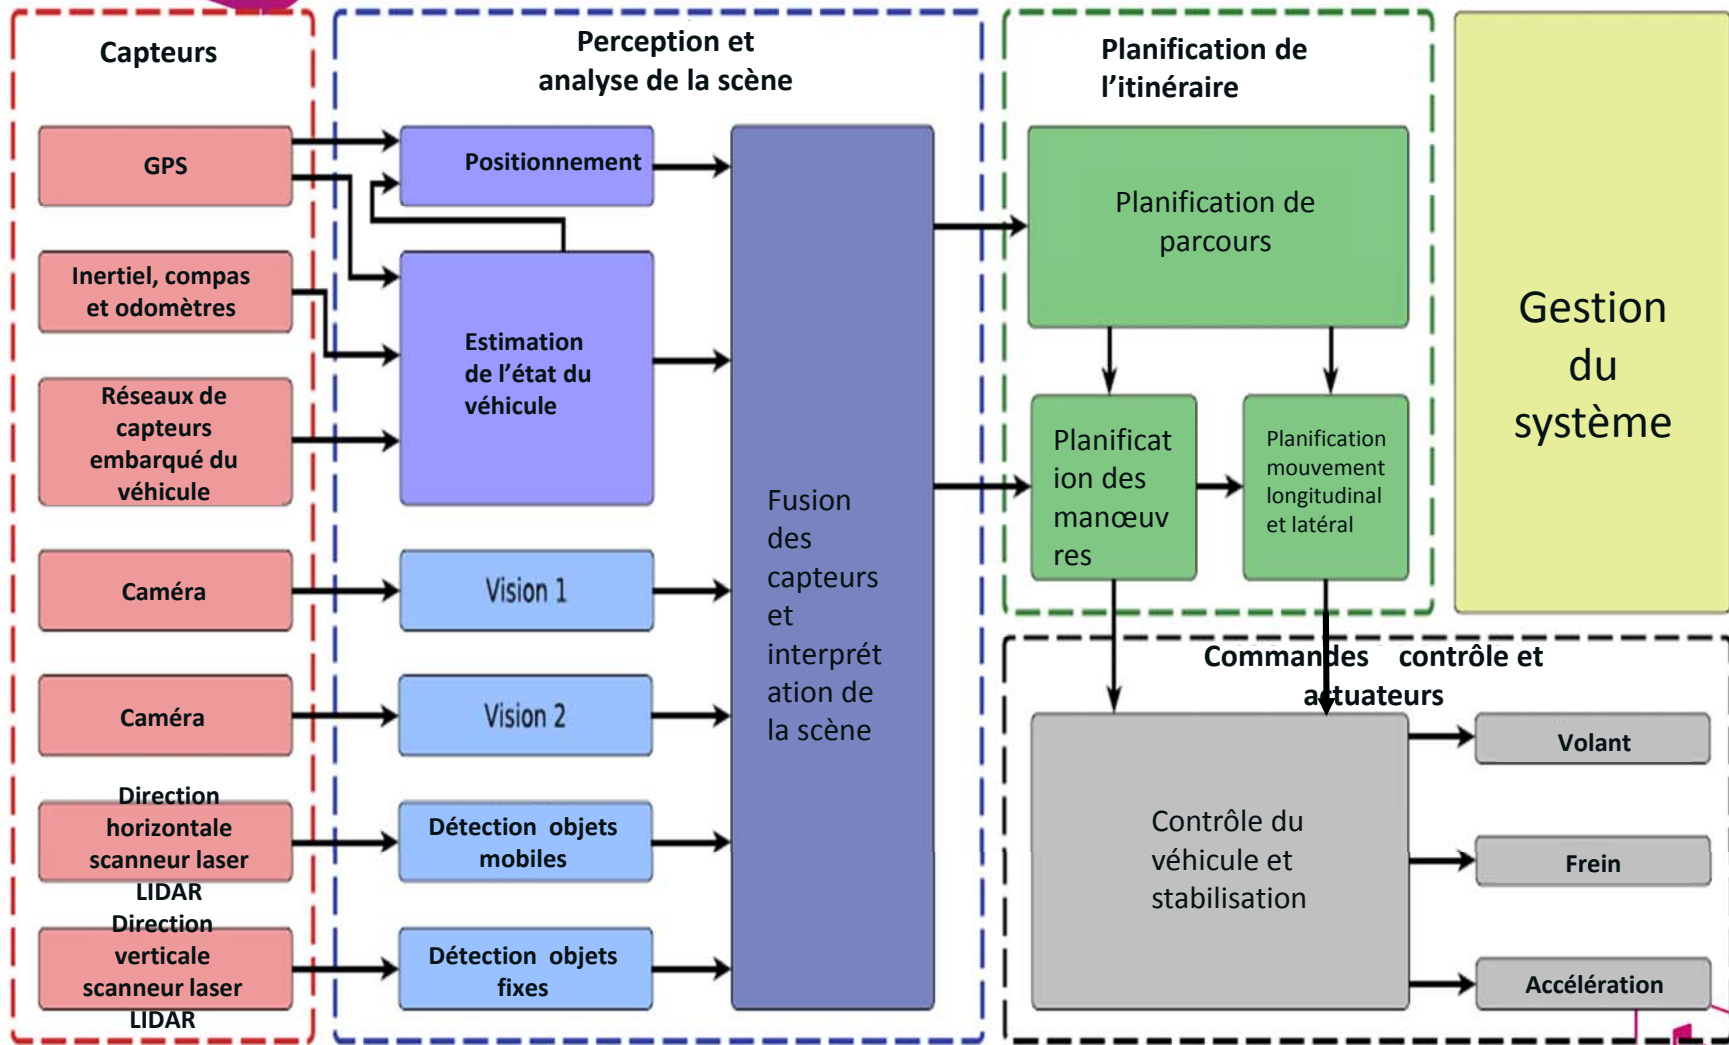 Capteurs
GPS
Inertiel, compas
et odomètres
Réseaux de
capteurs
embarqué du
véhicule
Caméra
Caméra
Direction
horizontale
scanneur laser
LIDAR
Direction
verticale
scanneur laser
LIDAR
Perception et
analyse de la scène
Positionnement
Estimation
de l’état du
véhicule
Vision 1
Vision 2
Détection objets
mobiles
Détection objets
fixes
Fusion
des
capteurs
et
interprét
ation de
la scène
Planification de
l’itinéraire
Planification de
parcours
Planificat
ion des
manœuv
res
Planification
mouvement
longitudinal
et latéral
Gestion
du
système
Commandes contrôle et
actuateurs
Contrôle du
véhicule et
stabilisation
Volant
Frein
Accélération